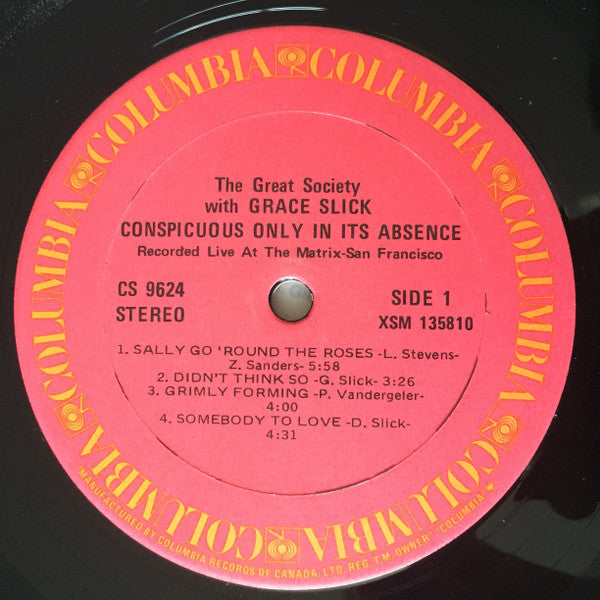 COLUMBIA COLUMBIA COLUMBIA COLUMBIA COLUMBIA COLUMBIA
The Great Society
with GRACE SLICK
CONSPICUOUS ONLY IN ITS ABSENCE
Recorded Live At The Matrix-San Francisco
CS 9624
STEREO
SIDE 1
XSM 135810
1. SALLY GO 'ROUND THE ROSES -L. Stevens-
Z. Sanders- 5:58
2. DIDN'T THINK SO -G. Slick- 3:26
3. GRIMLY FORMING -P. Vandergeler-
4:00
4. SOMEBODY TO LOVE -D. Slick-
4:31
MANUFACTURED BY COLUMBIA RECORDS OF CANADA, LTD. REG. T.M. OWNER "COLUMBIA"